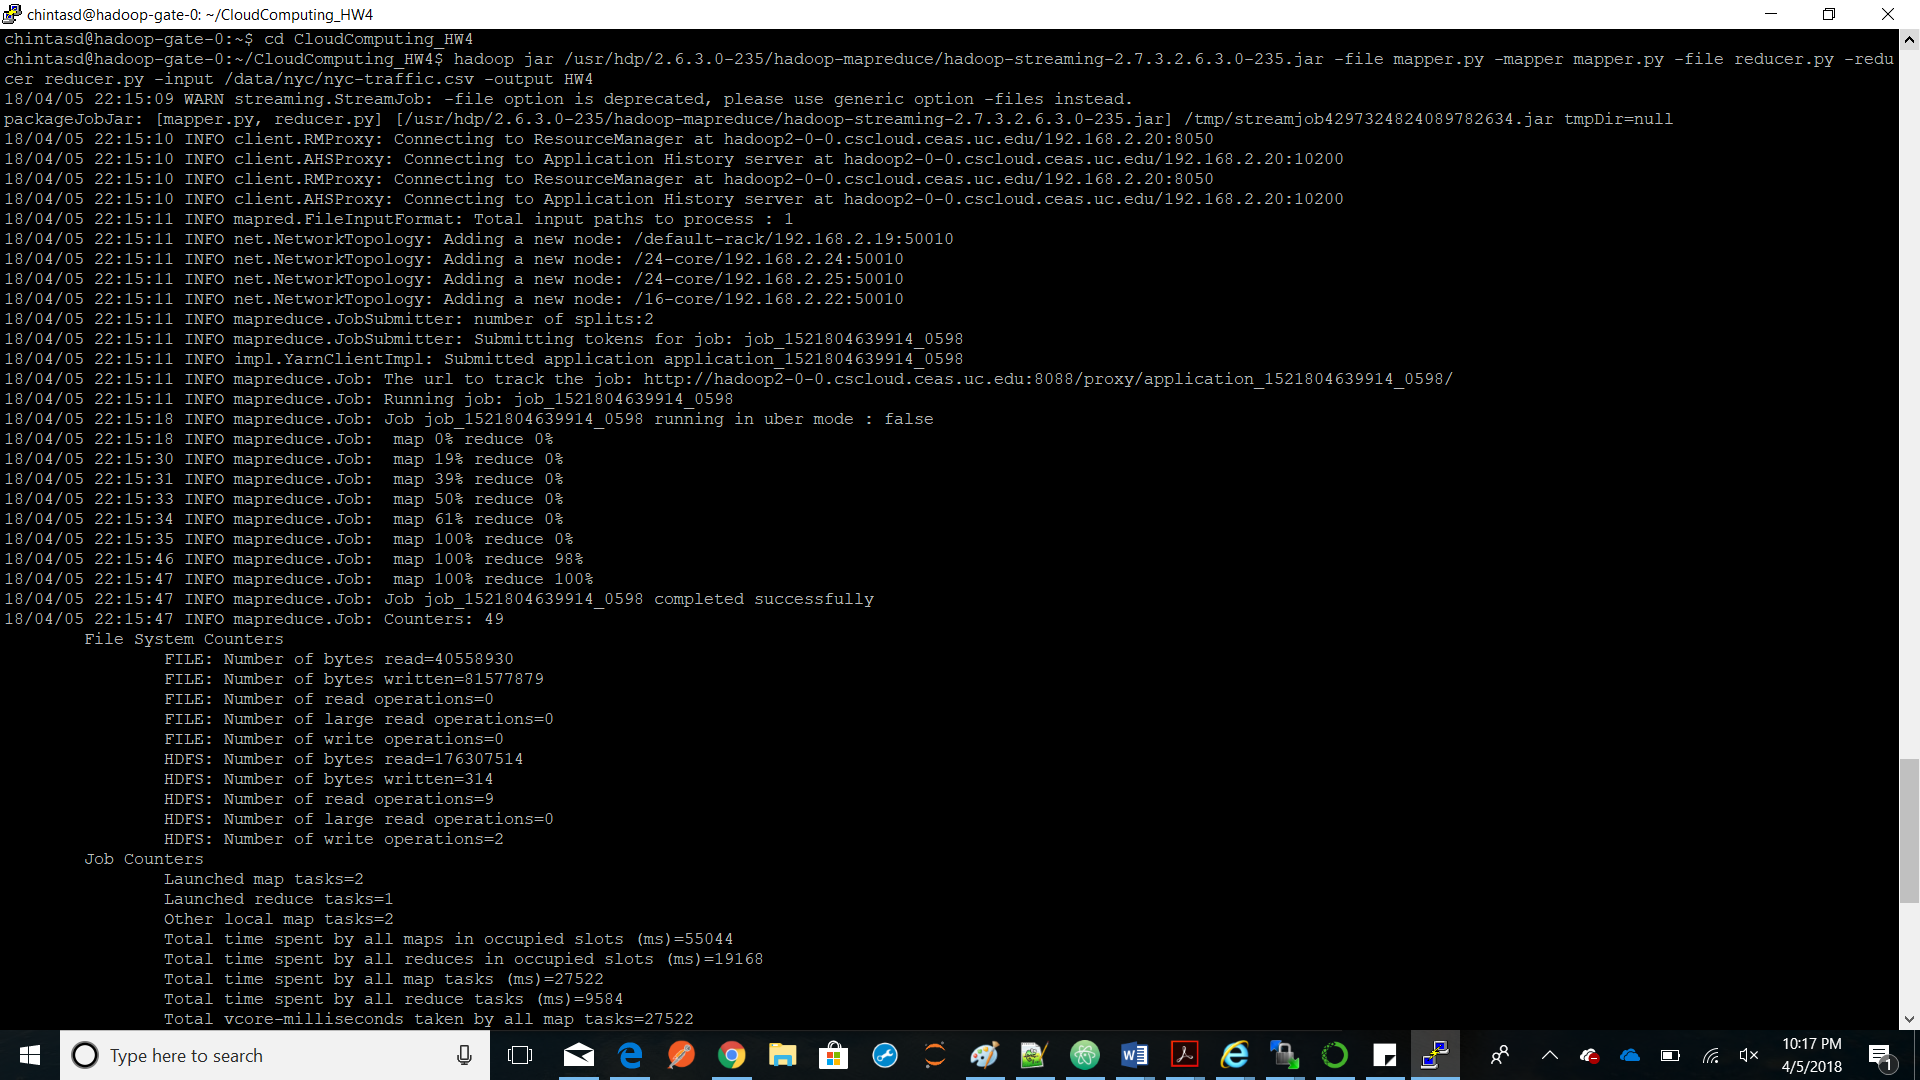 chintasd@hadoop-gate-0: ~/CloudComputing_HW4
chintasd@hadoop-gate-0:~$ cd CloudComputing_HW4
chintasd@hadoop-gate-0:~/CloudComputing_HW4$ hadoop jar /usr/hdp/2.6.3.0-235/hadoop-mapreduce/hadoop-streaming-2.7.3.2.6.3.0-235.jar -file mapper.py -mapper mapper.py -file reducer.py -redu
cer reducer.py -input /data/nyc/nyc-traffic.csv -output HW4
18/04/05 22:15:09 WARN streaming.StreamJob: -file option is deprecated, please use generic option -files instead.
packageJobJar: [mapper.py, reducer.py] [/usr/hdp/2.6.3.0-235/hadoop-mapreduce/hadoop-streaming-2.7.3.2.6.3.0-235.jar] /tmp/streamjob4297324824089782634.jar tmpDir=null
18/04/05 22:15:10 INFO client.RMProxy: Connecting to ResourceManager at hadoop2-0-0.cscloud.ceas.uc.edu/192.168.2.20:8050
18/04/05 22:15:10 INFO client.AHSProxy: Connecting to Application History server at hadoop2-0-0.cscloud.ceas.uc.edu/192.168.2.20:10200
18/04/05 22:15:10 INFO client.RMProxy: Connecting to ResourceManager at hadoop2-0-0.cscloud.ceas.uc.edu/192.168.2.20:8050
18/04/05 22:15:10 INFO client.AHSProxy: Connecting to Application History server at hadoop2-0-0.cscloud.ceas.uc.edu/192.168.2.20:10200
18/04/05 22:15:11 INFO mapred.FileInputFormat: Total input paths to process : 1
18/04/05 22:15:11 INFO net.NetworkTopology: Adding a new node: /default-rack/192.168.2.19:50010
18/04/05 22:15:11 INFO net.NetworkTopology: Adding a new node: /24-core/192.168.2.24:50010
18/04/05 22:15:11 INFO net.NetworkTopology: Adding a new node: /24-core/192.168.2.25:50010
18/04/05 22:15:11 INFO net.NetworkTopology: Adding a new node: /16-core/192.168.2.22:50010
18/04/05 22:15:11 INFO mapreduce.JobSubmitter: number of splits:2
18/04/05 22:15:11 INFO mapreduce.JobSubmitter: Submitting tokens for job: job_1521804639914_0598
18/04/05 22:15:11 INFO impl.YarnClientImpl: Submitted application application_1521804639914_0598
18/04/05 22:15:11 INFO mapreduce.Job: The url to track the job: http://hadoop2-0-0.cscloud.ceas.uc.edu:8088/proxy/application_1521804639914_0598/
18/04/05 22:15:11 INFO mapreduce.Job: Running job: job_1521804639914_0598
18/04/05 22:15:18 INFO mapreduce.Job: Job job_1521804639914_0598 running in uber mode : false
18/04/05 22:15:18 INFO mapreduce.Job:  map 0% reduce 0%
18/04/05 22:15:30 INFO mapreduce.Job:  map 19% reduce 0%
18/04/05 22:15:31 INFO mapreduce.Job:  map 39% reduce 0%
18/04/05 22:15:33 INFO mapreduce.Job:  map 50% reduce 0%
18/04/05 22:15:34 INFO mapreduce.Job:  map 61% reduce 0%
18/04/05 22:15:35 INFO mapreduce.Job:  map 100% reduce 0%
18/04/05 22:15:46 INFO mapreduce.Job:  map 100% reduce 98%
18/04/05 22:15:47 INFO mapreduce.Job:  map 100% reduce 100%
18/04/05 22:15:47 INFO mapreduce.Job: Job job_1521804639914_0598 completed successfully
18/04/05 22:15:47 INFO mapreduce.Job: Counters: 49
File System Counters
FILE: Number of bytes read=40558930
FILE: Number of bytes written=81577879
FILE: Number of read operations=0
FILE: Number of large read operations=0
FILE: Number of write operations=0
HDFS: Number of bytes read=176307514
HDFS: Number of bytes written=314
HDFS: Number of read operations=9
HDFS: Number of large read operations=0
HDFS: Number of write operations=2
Job Counters
Launched map tasks=2
Launched reduce tasks=1
Other local map tasks=2
Total time spent by all maps in occupied slots (ms)=55044
Total time spent by all reduces in occupied slots (ms)=19168
Total time spent by all map tasks (ms)=27522
Total time spent by all reduce tasks (ms)=9584
Total vcore-milliseconds taken by all map tasks=27522
Type here to search
10:17 PM
4/5/2018
1